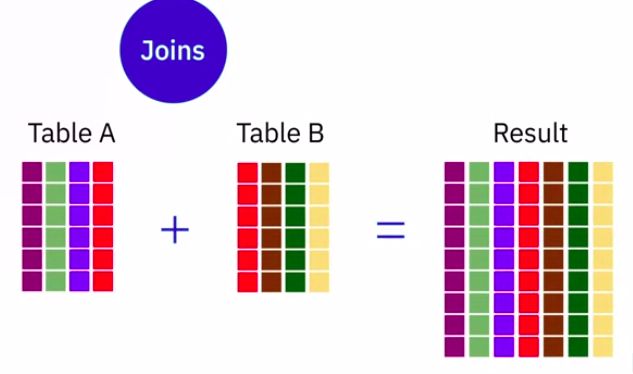 Joins
Table A
Table B
Result
+
=